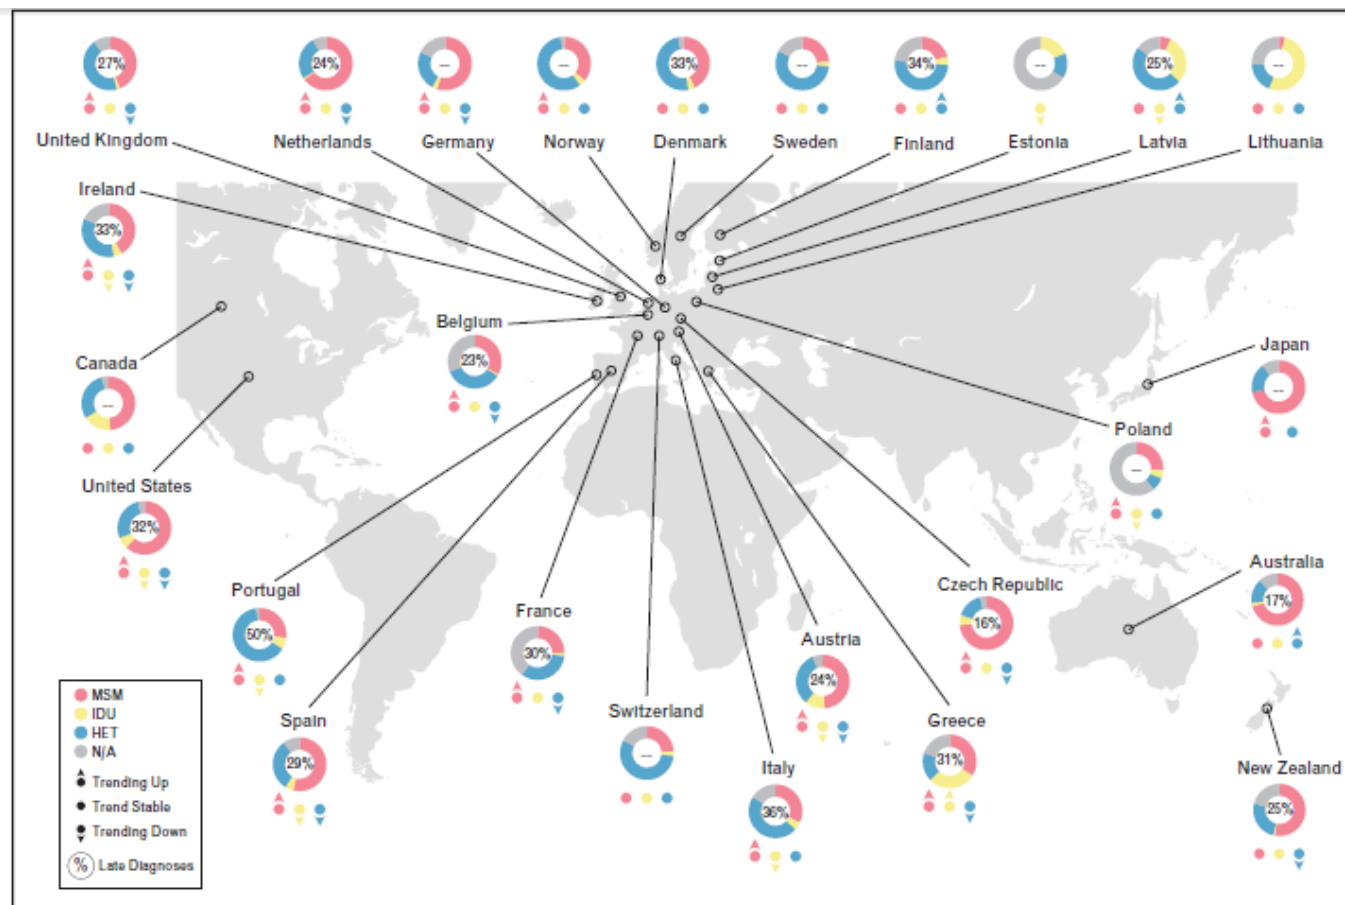 27%
24%
--
--
33%
--
34%
--
25%
--
United Kingdom
Netherlands
Germany
Norway
Denmark
Sweden
Finland
Estonia
Latvia
Lithuania
Ireland
33%
Belgium
23%
Canada
--
Japan
--
United States
32%
Poland
--
Portugal
50%
France
30%
Czech Republic
16%
Australia
17%
Austria
24%
Spain
29%
Switzerland
--
Greece
31%
Italy
36%
New Zealand
25%
MSM
IDU
HET
N/A
Trending Up
Trend Stable
Trending Down
% Late Diagnoses